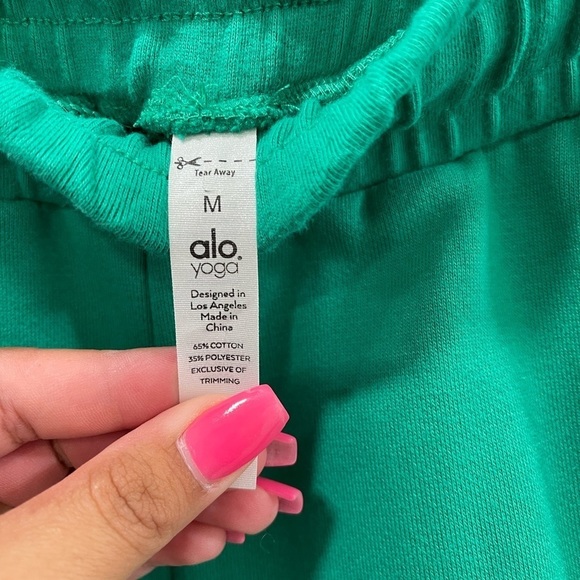 Tear Away
M
alo
yoga
Designed in
Los Angeles
Made in
China
65% COTTON
35% POLYESTER
EXCLUSIVE OF
TRIMMING